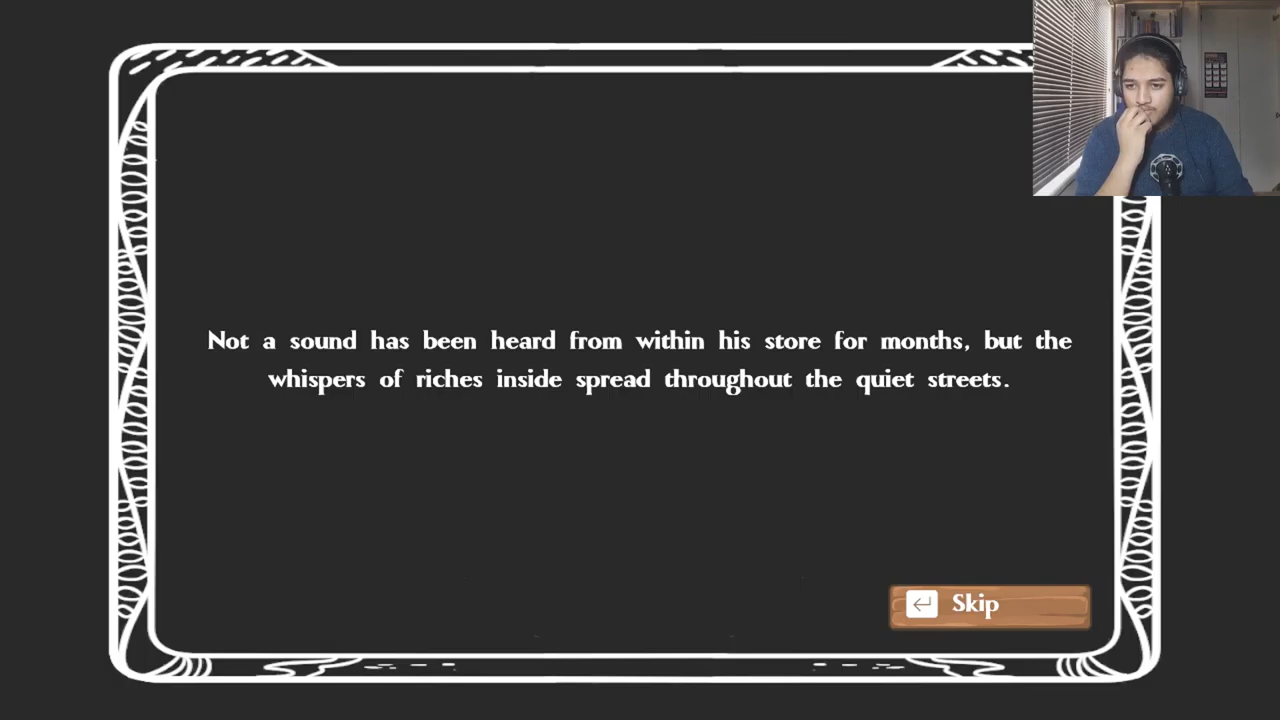 Not a sound has been heard from within his store for months, but the
whispers of riches inside spread throughout the quiet streets.
Skip